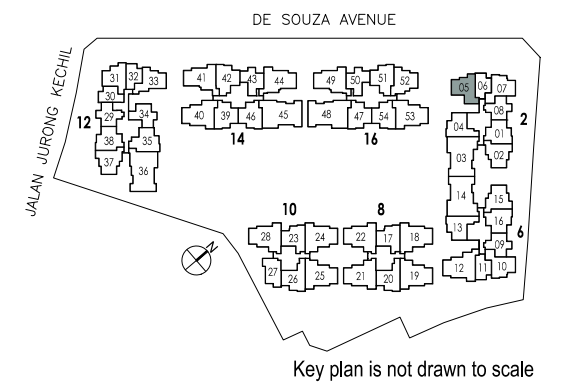 DE SOUZA AVENUE
JALAN JURONG KECHIL
31 32 33 41 42 43 44 49 50 51 52 05 06 07
30 08
29 34 40 39 46 45 48 47 54 53 04
12 2
14 16 01
38 35 03 02
37 36
14 15
10 8
13 16
28 23 24 22 17 18 6
09
27 26 25 21 20 19 12 11 10
N
Key plan is not drawn to scale